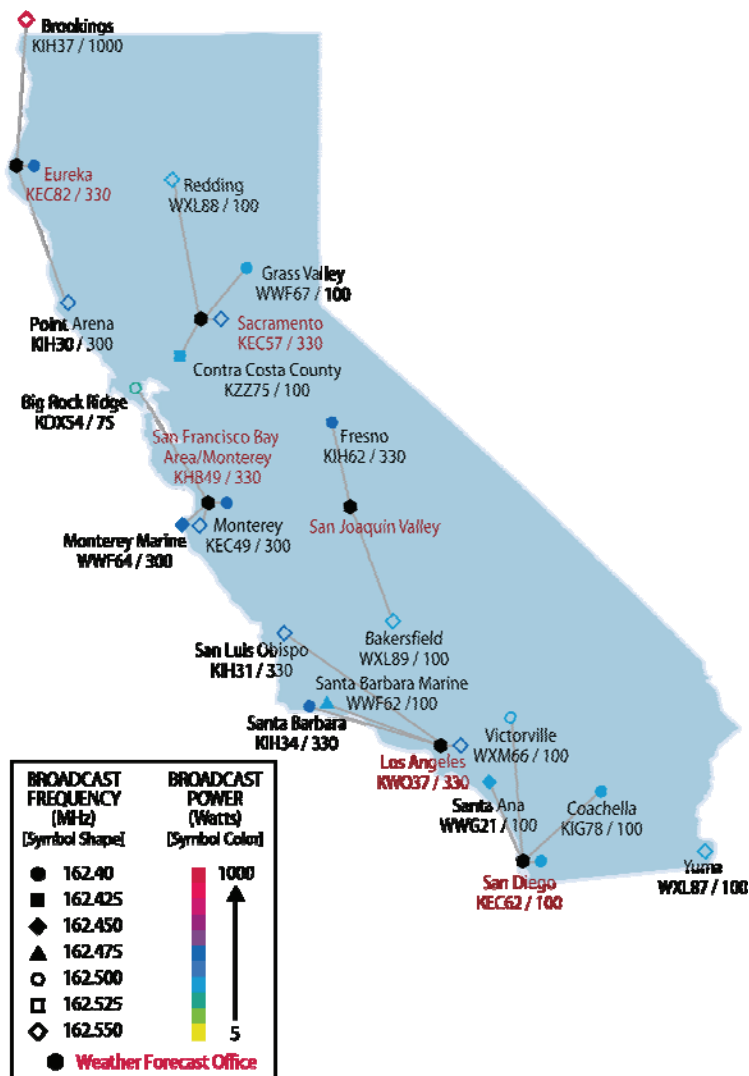 Brookings
KIH37 / 1000
Eureka
KEC82 / 330
Redding
WXL88 / 100
Grass Valley
WWF67 / 100
Point Arena
KIH30 / 300
Sacramento
KEC57 / 330
Contra Costa County
KZZ75 / 100
Big Rock Ridge
KDX54 / 75
San Francisco Bay
Area/Monterey
KHB49 / 330
Fresno
KIH62 / 330
San Joaquin Valley
Monterey
KEC49 / 300
Monterey Marine
WWF64 / 300
Bakersfield
WXL89 / 100
San Luis Obispo
KIH31 / 330
Santa Barbara Marine
WWF62 /100
Santa Barbara
KIH34 / 330
Victorville
WXM66 / 100
Los Angeles
KWO37 / 330
Santa Ana
WWG21 / 100
Coachella
KIG78 / 100
San Diego
KEC62 / 100
Yuma
WXL87 / 100
BROADCAST
FREQUENCY
(MHz)
[Symbol Shape]
162.40
162.425
162.450
162.475
162.500
162.525
162.550
BROADCAST
POWER
(Watts)
[Symbol Color]
1000
5
Weather Forecast Office